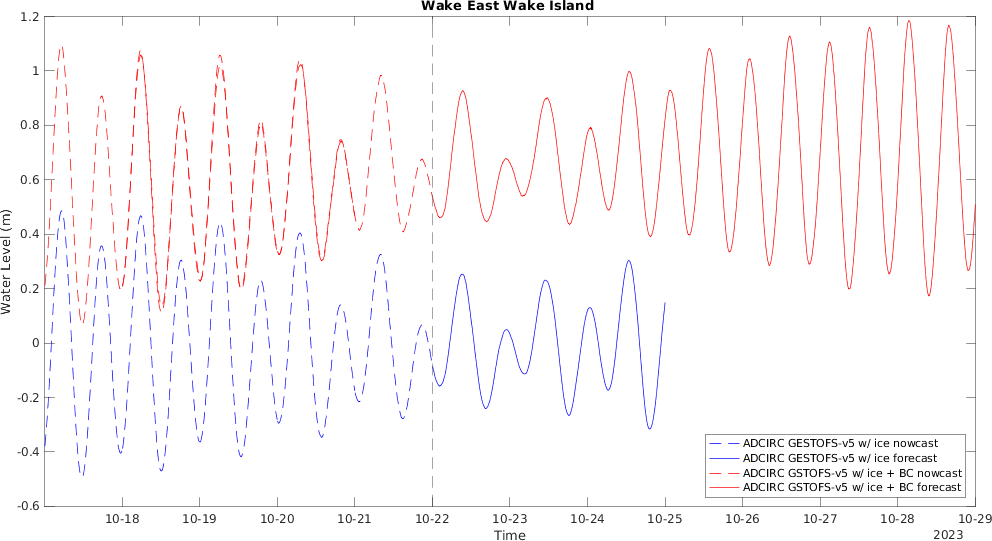 Wake East Wake Island
1.2
1
0.8
0.6
0.4
0.2
0
-0.2
-0.4
-0.6
Water Level (m)
ADCIRC GESTOFS-v5 w/ ice nowcast
ADCIRC GESTOFS-v5 w/ ice forecast
ADCIRC GSTOFS-v5 w/ ice + BC nowcast
ADCIRC GSTOFS-v5 w/ ice + BC forecast
10-18 10-19 10-20 10-21 10-22 10-23 10-24 10-25 10-26 10-27 10-28 10-29
Time 2023